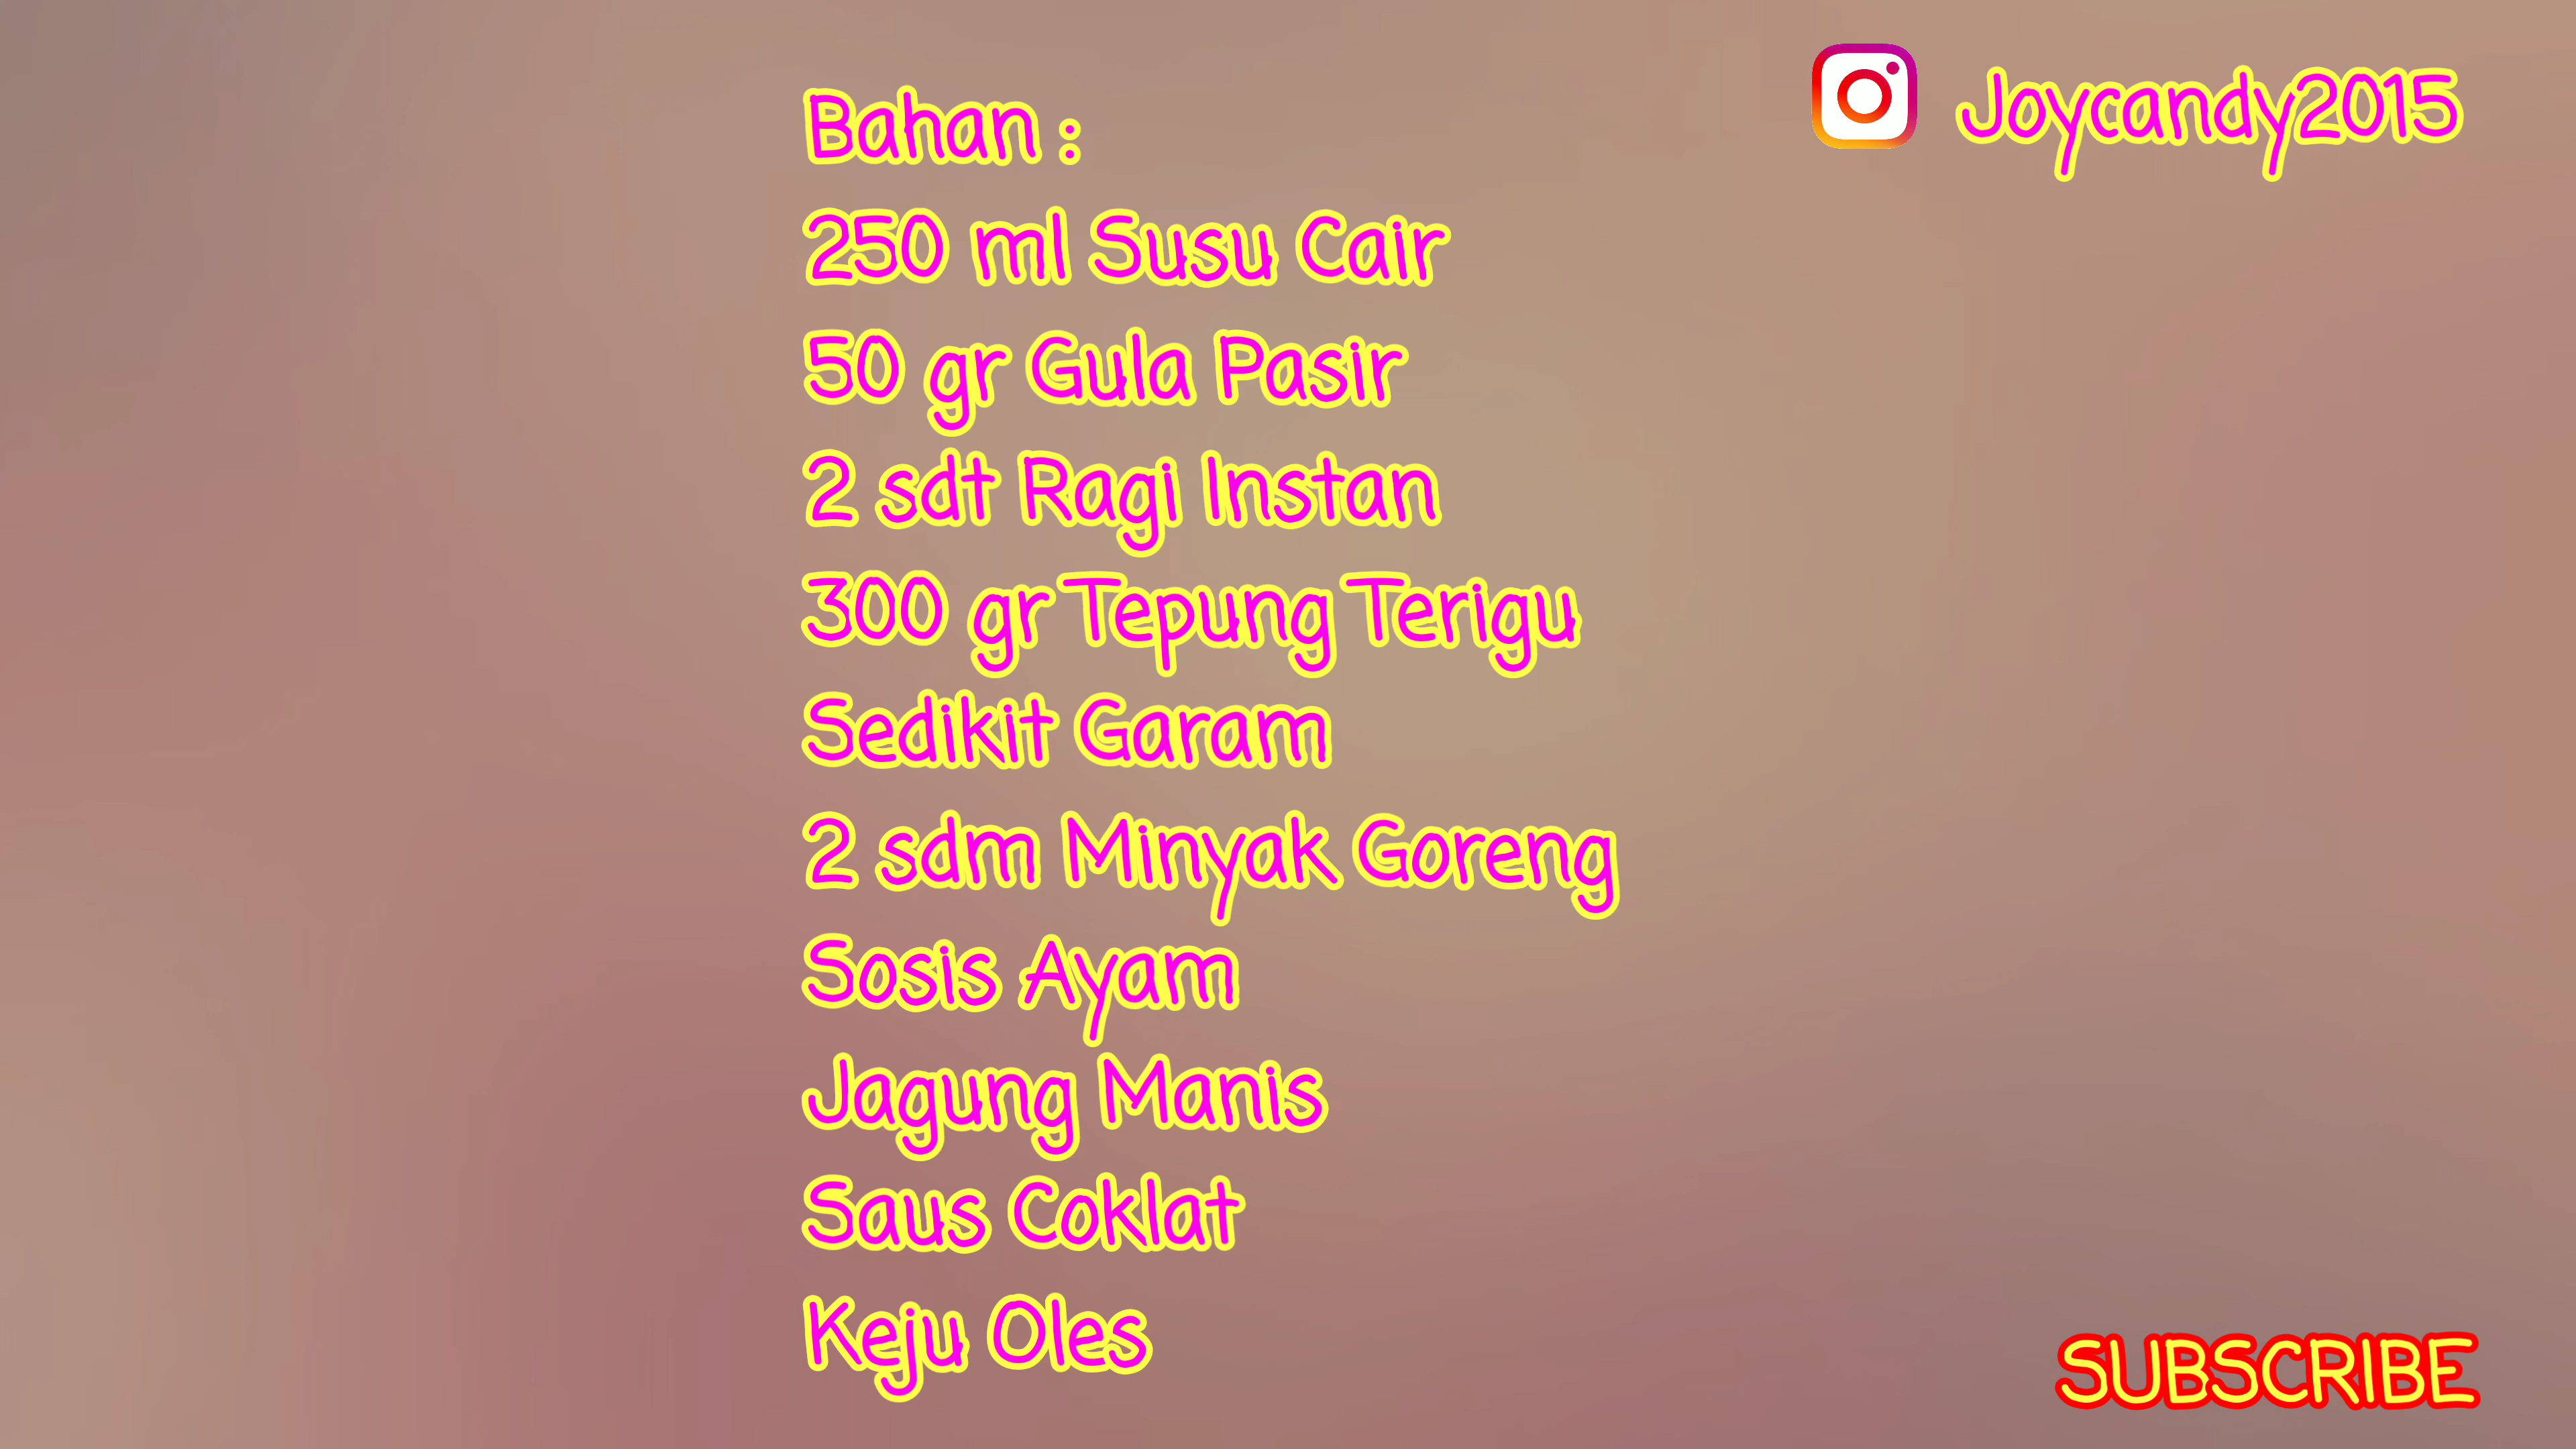 Joycandy2015
Bahan :
250 ml Susu Cair
50 gr Gula Pasir
2 sdt Ragi Instan
300 gr Tepung Terigu
Sedikit Garam
2 sdm Minyak Goreng
Sosis Ayam
Jagung Manis
Saus Coklat
Keju Oles
SUBSCRIBE